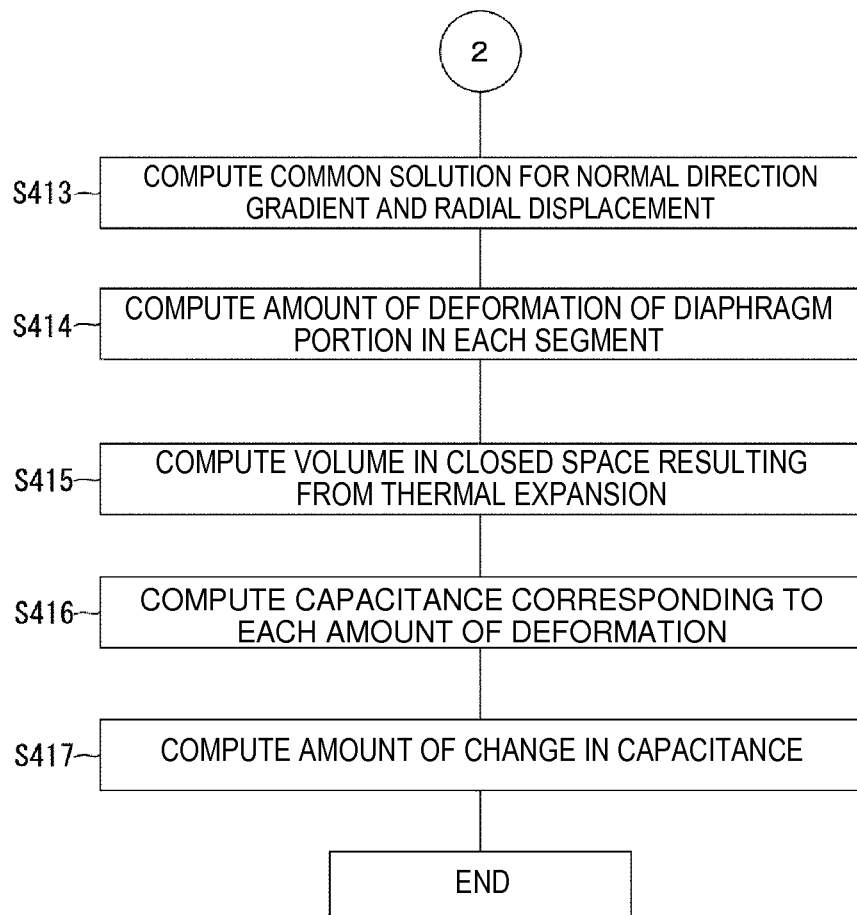 2
S413
COMPUTE COMMON SOLUTION FOR NORMAL DIRECTION
GRADIENT AND RADIAL DISPLACEMENT
S414
COMPUTE AMOUNT OF DEFORMATION OF DIAPHRAGM
PORTION IN EACH SEGMENT
S415
COMPUTE VOLUME IN CLOSED SPACE RESULTING
FROM THERMAL EXPANSION
S416
COMPUTE CAPACITANCE CORRESPONDING TO
EACH AMOUNT OF DEFORMATION
S417
COMPUTE AMOUNT OF CHANGE IN CAPACITANCE
END